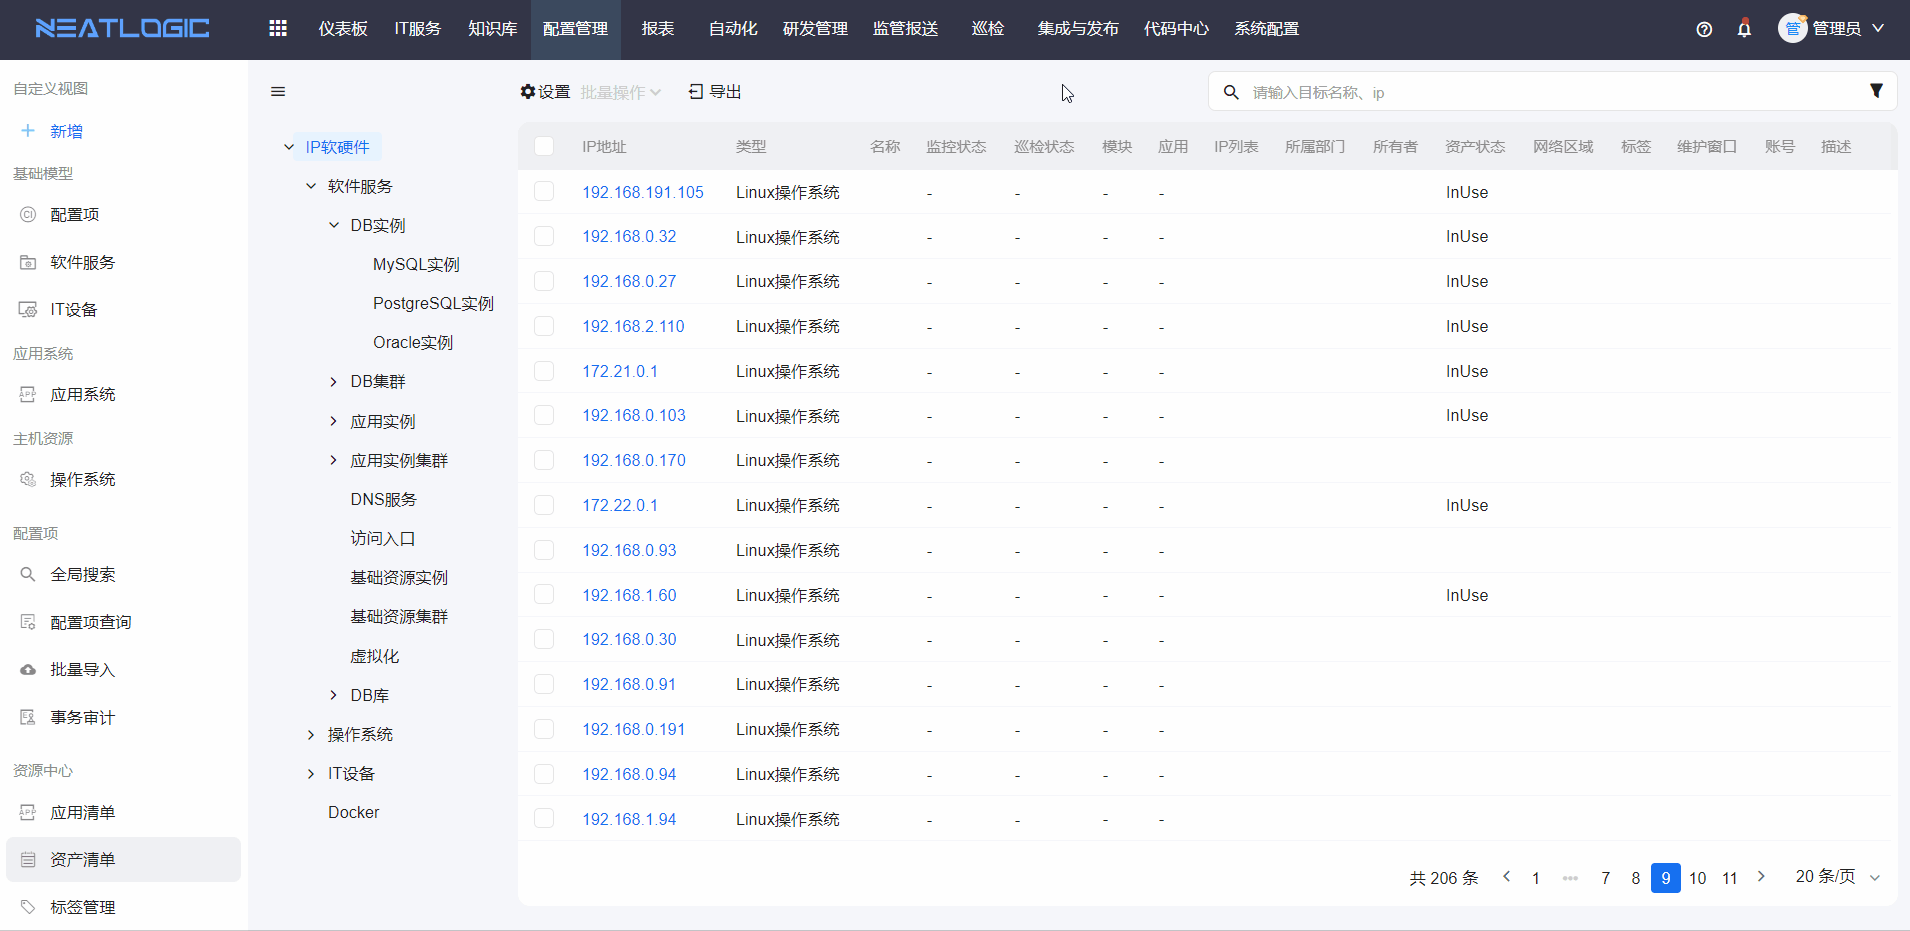 NEATLOGIC
仪表板 IT服务 知识库 配置管理 报表 自动化 研发管理 监管报送 巡检 集成与发布 代码中心 系统配置
管 管理员
自定义视图
新增
基础模型
配置项
软件服务
IT设备
应用系统
应用系统
主机资源
操作系统
配置项
全局搜索
配置项查询
批量导入
事务审计
资源中心
应用清单
资产清单
标签管理
IP软硬件
软件服务
DB实例
MySQL实例
PostgreSQL实例
Oracle实例
DB集群
应用实例
应用实例集群
DNS服务
访问入口
基础资源实例
基础资源集群
虚拟化
DB库
操作系统
IT设备
Docker
设置 批量操作 导出
请输入目标名称、ip
IP地址 类型 名称 监控状态 巡检状态 模块 应用 IP列表 所属部门 所有者 资产状态 网络区域 标签 维护窗口 账号 描述
192.168.191.105 Linux操作系统 - - - - InUse
192.168.0.32 Linux操作系统 - - - - InUse
192.168.0.27 Linux操作系统 - - - - InUse
192.168.2.110 Linux操作系统 - - - - InUse
172.21.0.1 Linux操作系统 - - - - InUse
192.168.0.103 Linux操作系统 - - - - InUse
192.168.0.170 Linux操作系统 - - - -
172.22.0.1 Linux操作系统 - - - - InUse
192.168.0.93 Linux操作系统 - - - -
192.168.1.60 Linux操作系统 - - - - InUse
192.168.0.30 Linux操作系统 - - - -
192.168.0.91 Linux操作系统 - - - -
192.168.0.191 Linux操作系统 - - - -
192.168.0.94 Linux操作系统 - - - -
192.168.1.94 Linux操作系统 - - - -
共 206 条 1 ••• 7 8 9 10 11 20 条/页